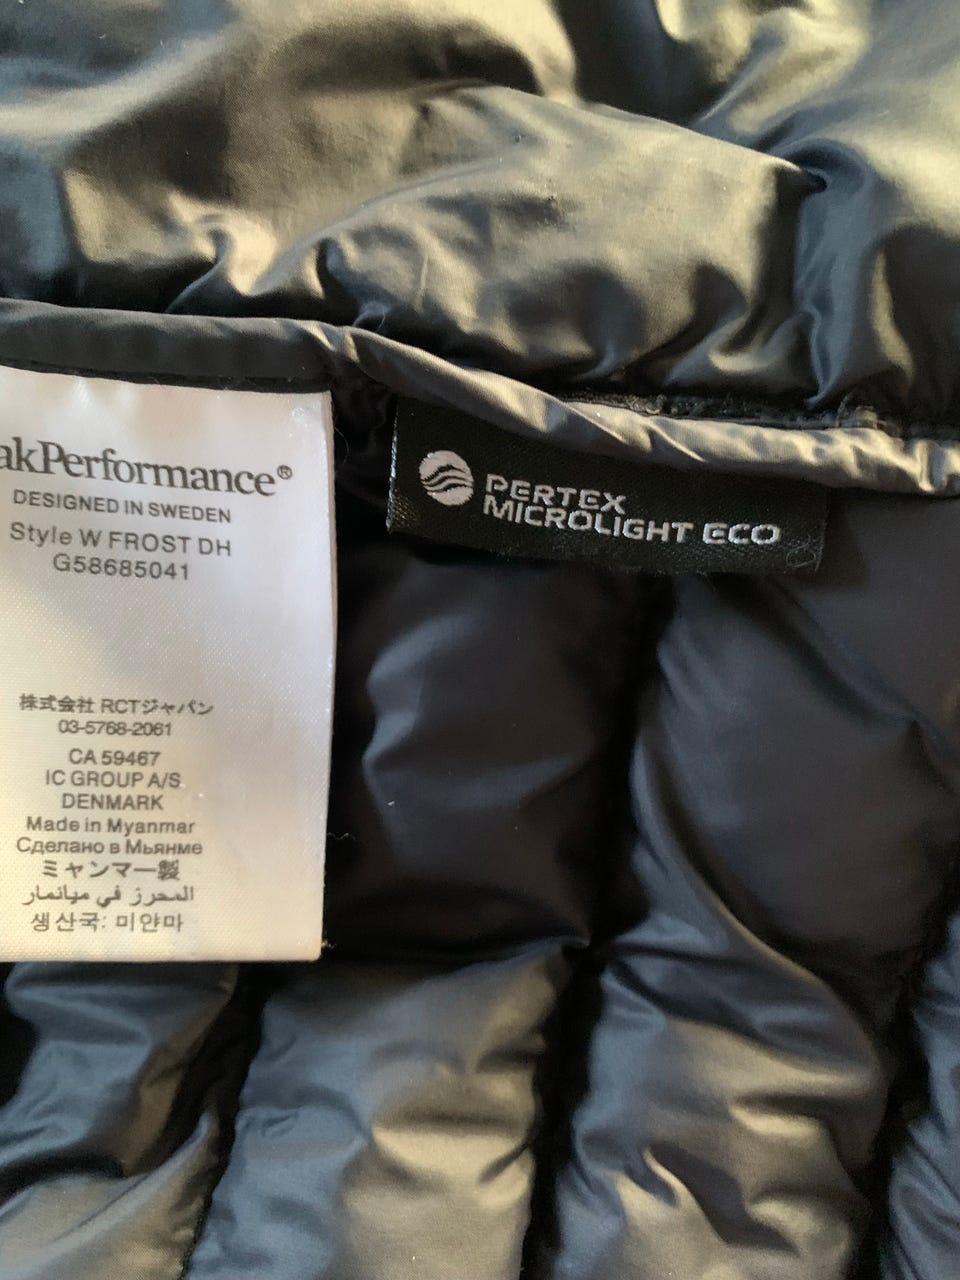 akPerformance®
DESIGNED IN SWEDEN
Style W FROST DH
G58685041
株式会社 RCTジャパン
03-5768-2061
CA 59467
IC GROUP A/S
DENMARK
Made in Myanmar
Сделано в Мьянме
ミャンマー製
المحرز في ميانمار
생산국: 미얀마
PERTEX
MICROLIGHT ECO